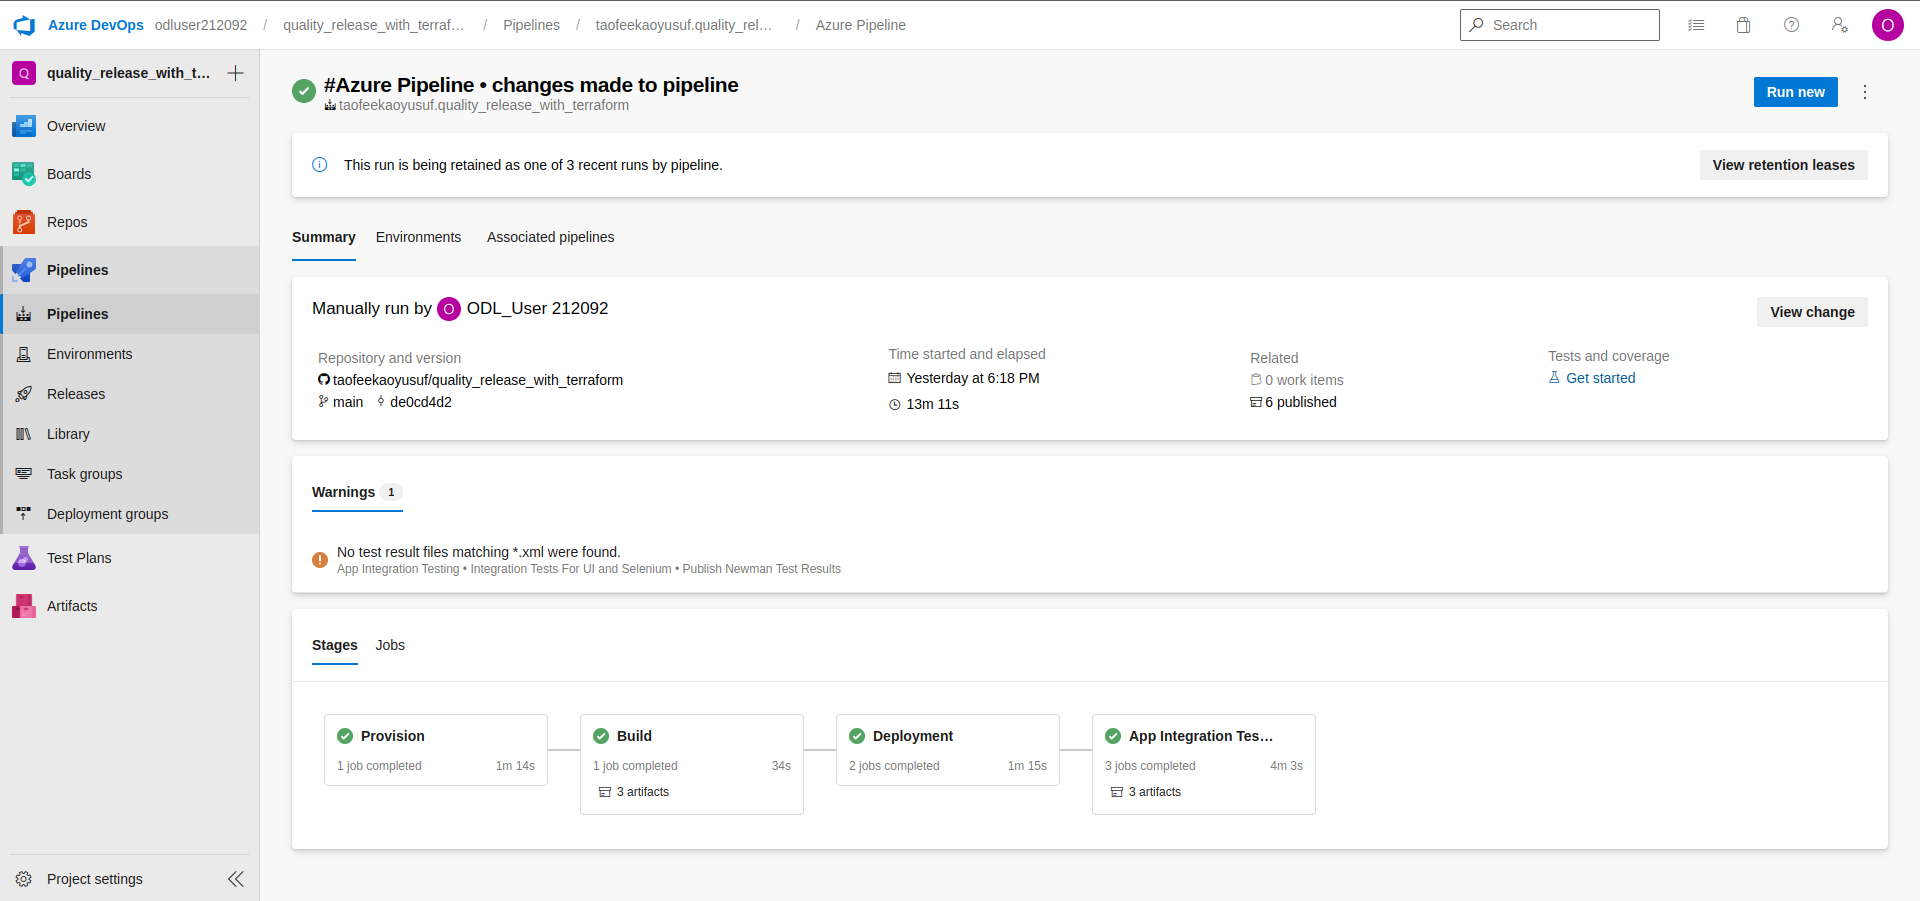 Azure DevOps odluser212092 / quality_release_with_terraf... / Pipelines / taofeekaoyusuf.quality_rel... / Azure Pipeline
Search
O
Q quality_release_with_t...
Overview
Boards
Repos
Pipelines
Pipelines
Environments
Releases
Library
Task groups
Deployment groups
Test Plans
Artifacts
Project settings
#Azure Pipeline • changes made to pipeline
taofeekaoyusuf.quality_release_with_terraform
Run new
This run is being retained as one of 3 recent runs by pipeline.
View retention leases
Summary Environments Associated pipelines
Manually run by O ODL_User 212092
View change
Repository and version
taofeekaoyusuf/quality_release_with_terraform
main de0cd4d2
Time started and elapsed
Yesterday at 6:18 PM
13m 11s
Related
0 work items
6 published
Tests and coverage
Get started
Warnings 1
No test result files matching *.xml were found.
App Integration Testing • Integration Tests For UI and Selenium • Publish Newman Test Results
Stages Jobs
Provision
1 job completed 1m 14s
Build
1 job completed 34s
3 artifacts
Deployment
2 jobs completed 1m 15s
App Integration Tes...
3 jobs completed 4m 3s
3 artifacts